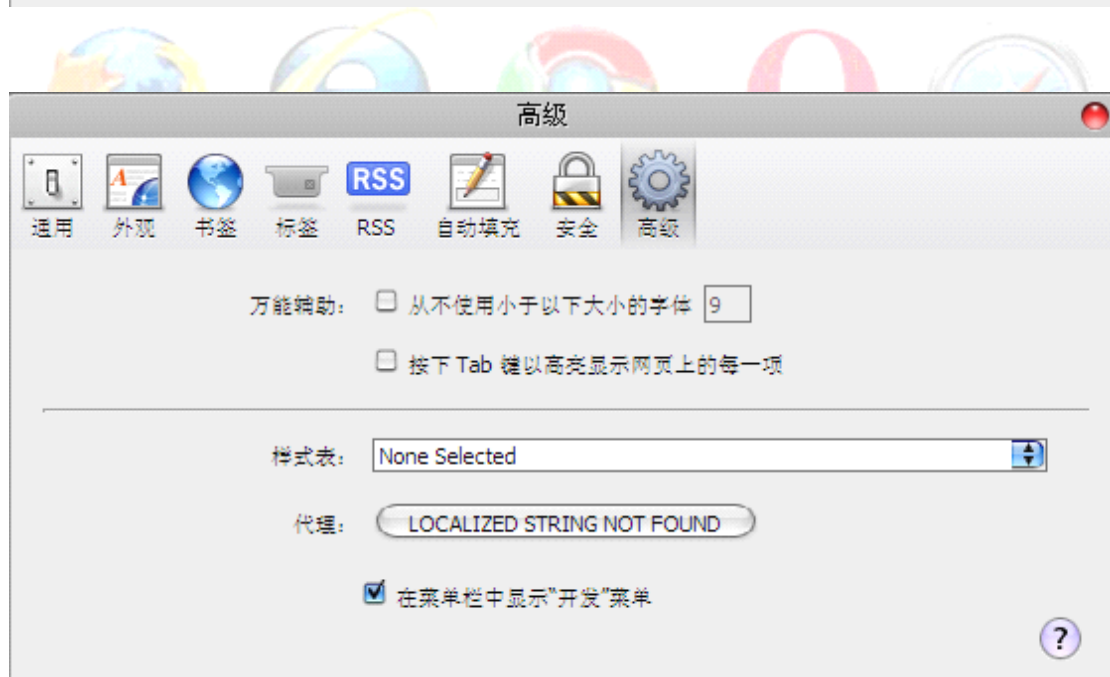 高级
RSS
通用 外观 书签 标签 RSS 自动填充 安全 高级
万能辅助: 从不使用小于以下大小的字体 9
按下 Tab 键以高亮显示网页上的每一项
样式表: None Selected
代理: LOCALIZED STRING NOT FOUND
在菜单栏中显示“开发”菜单
?